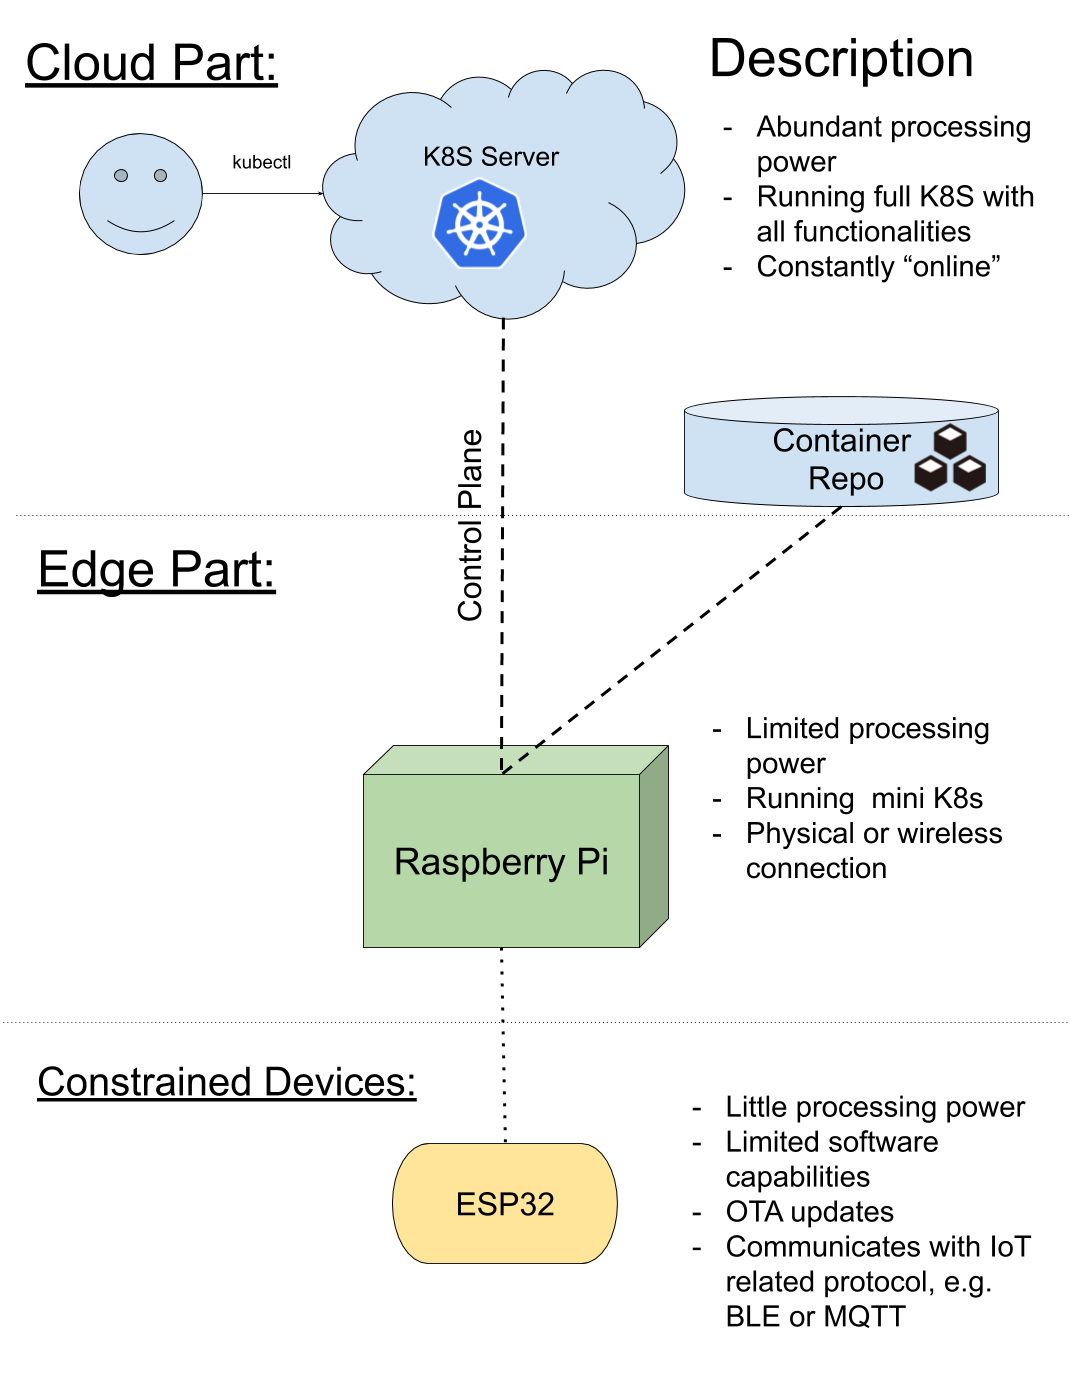 Cloud Part:
Description
kubectl
K8S Server
- Abundant processing
power
- Running full K8S with
all functionalities
- Constantly “online”
Container
Repo
Control Plane
Edge Part:
Raspberry Pi
- Limited processing
power
- Running mini K8s
- Physical or wireless
connection
Constrained Devices:
ESP32
- Little processing power
- Limited software
capabilities
- OTA updates
- Communicates with IoT
related protocol, e.g.
BLE or MQTT